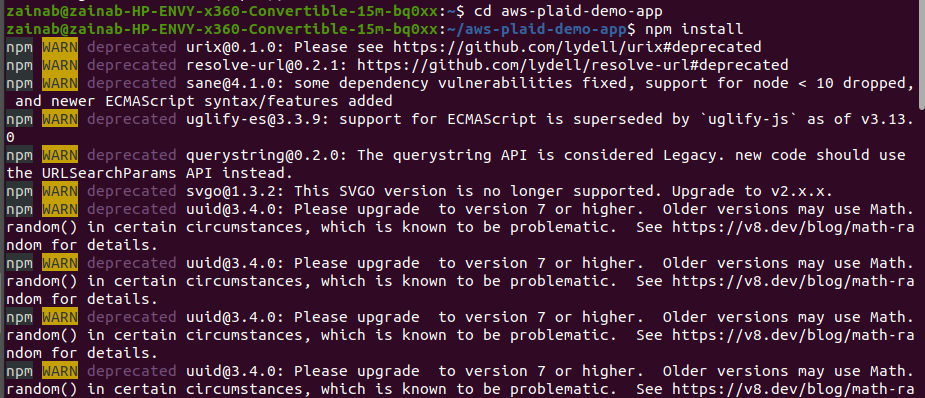 zainab@zainab-HP-ENVY-x360-Convertible-15m-bq0xx:~$ cd aws-plaid-demo-app
zainab@zainab-HP-ENVY-x360-Convertible-15m-bq0xx:~/aws-plaid-demo-app$ npm install
npm WARN deprecated urix@0.1.0: Please see https://github.com/lydell/urix#deprecated
npm WARN deprecated resolve-url@0.2.1: https://github.com/lydell/resolve-url#deprecated
npm WARN deprecated sane@4.1.0: some dependency vulnerabilities fixed, support for node < 10 dropped,
 and newer ECMAScript syntax/features added
npm WARN deprecated uglify-es@3.3.9: support for ECMAScript is superseded by `uglify-js` as of v3.13.
0
npm WARN deprecated querystring@0.2.0: The querystring API is considered Legacy. new code should use
the URLSearchParams API instead.
npm WARN deprecated svgo@1.3.2: This SVGO version is no longer supported. Upgrade to v2.x.x.
npm WARN deprecated uuid@3.4.0: Please upgrade  to version 7 or higher.  Older versions may use Math.
random() in certain circumstances, which is known to be problematic.  See https://v8.dev/blog/math-ra
ndom for details.
npm WARN deprecated uuid@3.4.0: Please upgrade  to version 7 or higher.  Older versions may use Math.
random() in certain circumstances, which is known to be problematic.  See https://v8.dev/blog/math-ra
ndom for details.
npm WARN deprecated uuid@3.4.0: Please upgrade  to version 7 or higher.  Older versions may use Math.
random() in certain circumstances, which is known to be problematic.  See https://v8.dev/blog/math-ra
ndom for details.
npm WARN deprecated uuid@3.4.0: Please upgrade  to version 7 or higher.  Older versions may use Math.
random() in certain circumstances, which is known to be problematic.  See https://v8.dev/blog/math-ra